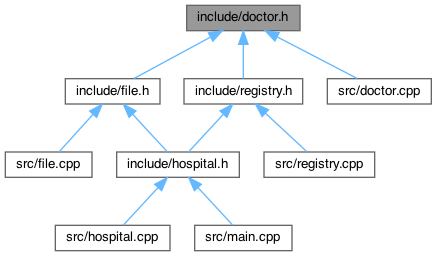 include/doctor.h
include/file.h
include/registry.h
src/doctor.cpp
src/file.cpp
include/hospital.h
src/registry.cpp
src/hospital.cpp
src/main.cpp